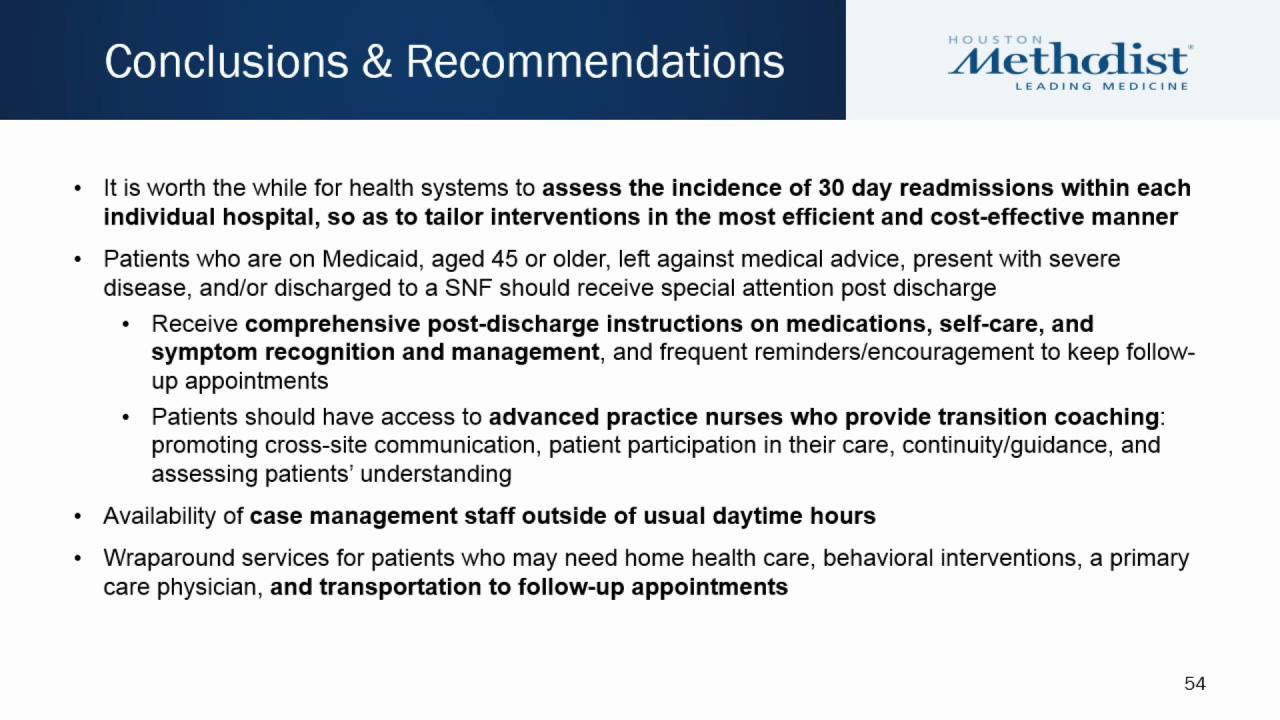 Conclusions & Recommendations
HOUSTON
Methodist®
LEADING MEDICINE
• It is worth the while for health systems to assess the incidence of 30 day readmissions within each
individual hospital, so as to tailor interventions in the most efficient and cost-effective manner
• Patients who are on Medicaid, aged 45 or older, left against medical advice, present with severe
disease, and/or discharged to a SNF should receive special attention post discharge
• Receive comprehensive post-discharge instructions on medications, self-care, and
symptom recognition and management, and frequent reminders/encouragement to keep follow-
up appointments
• Patients should have access to advanced practice nurses who provide transition coaching:
promoting cross-site communication, patient participation in their care, continuity/guidance, and
assessing patients’ understanding
• Availability of case management staff outside of usual daytime hours
• Wraparound services for patients who may need home health care, behavioral interventions, a primary
care physician, and transportation to follow-up appointments
54